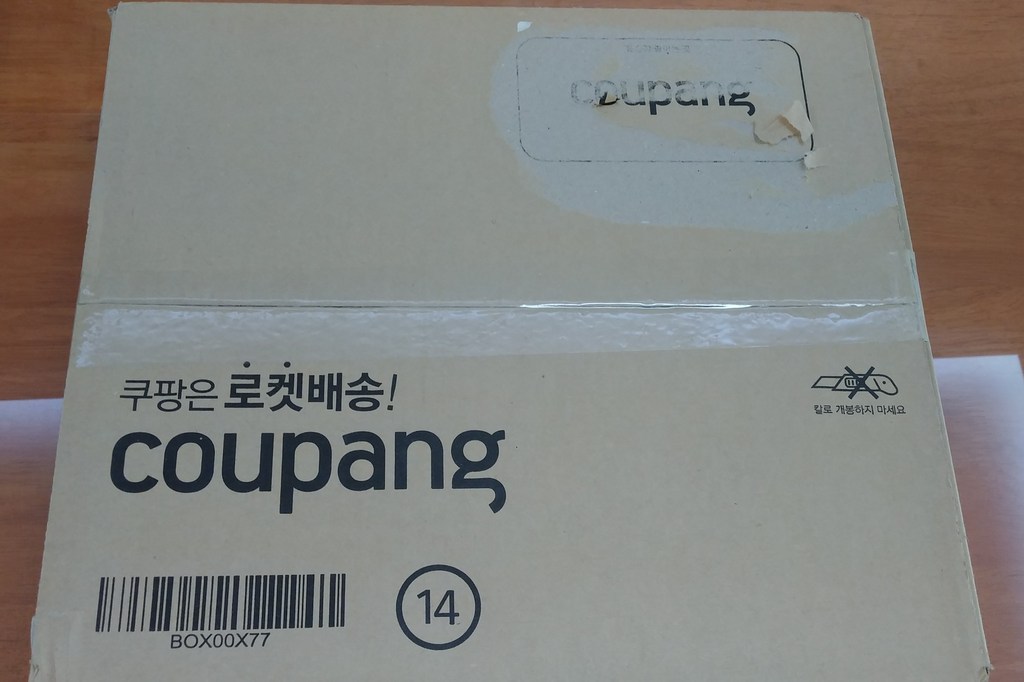 coupang
쿠팡은 로켓배송!
coupang
칼로 개봉하지 마세요
BOX00X77
14